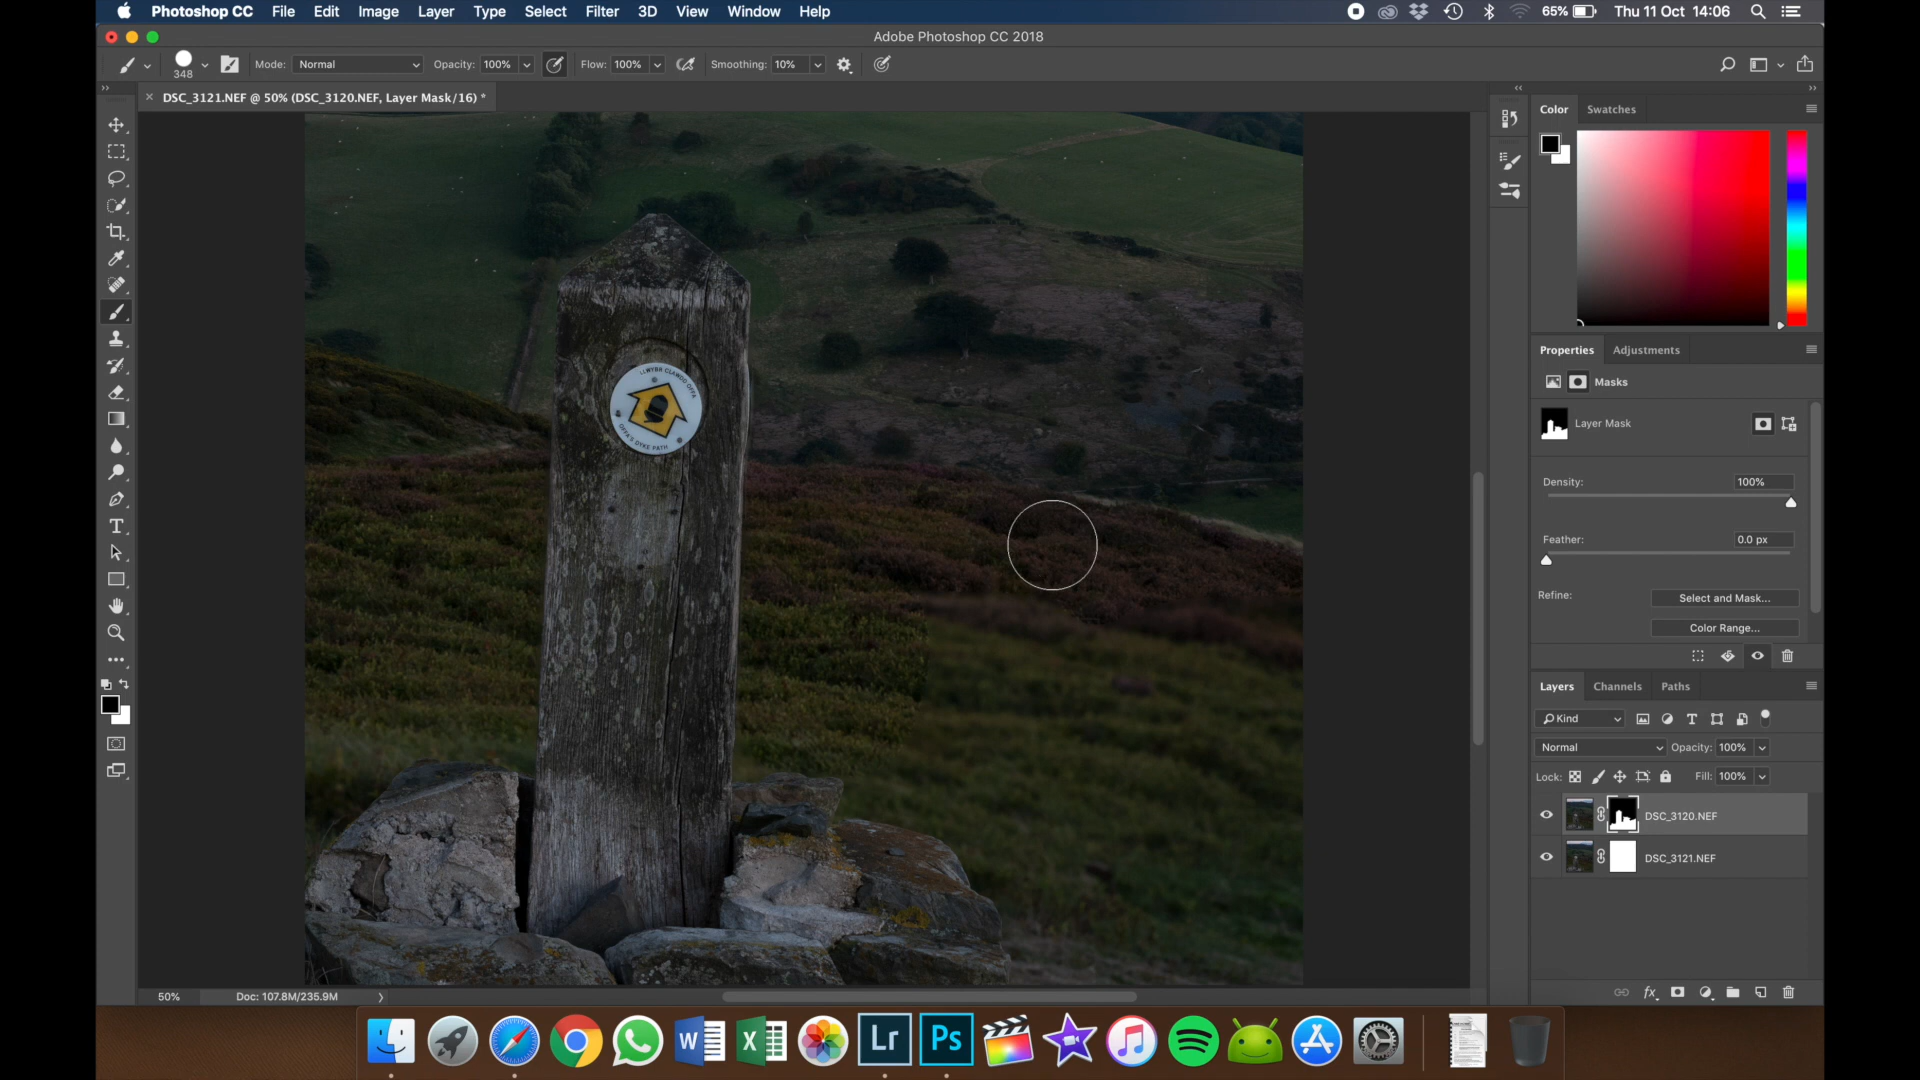 Photoshop CC File Edit Image Layer Type Select Filter 3D View Window Help 65% Thu 11 Oct 14:06
Adobe Photoshop CC 2018
348 Mode: Normal Opacity: 100% Flow: 100% Smoothing: 10%
DSC_3121.NEF @ 50% (DSC_3120.NEF, Layer Mask/16) *
Color Swatches
LLWYBR CLAWDD OFFA
OFFA'S DYKE PATH
Properties Adjustments
Masks
Layer Mask
Density: 100%
Feather: 0.0 px
Refine: Select and Mask...
Color Range...
Layers Channels Paths
Kind
Normal Opacity: 100%
Lock: Fill: 100%
DSC_3120.NEF
DSC_3121.NEF
50% Doc: 107.8M/235.9M
W X Lr Ps